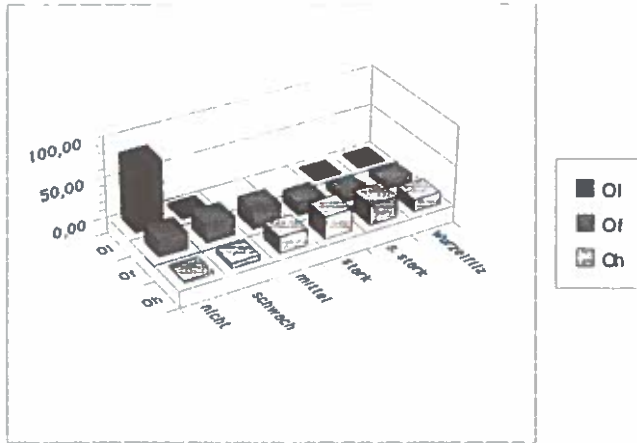 100,00
50,00
0,00
Ol
Of
Oh
nicht
schwach
mittel
stark
s. stark
wurzelfilz
Ol
Of
Oh